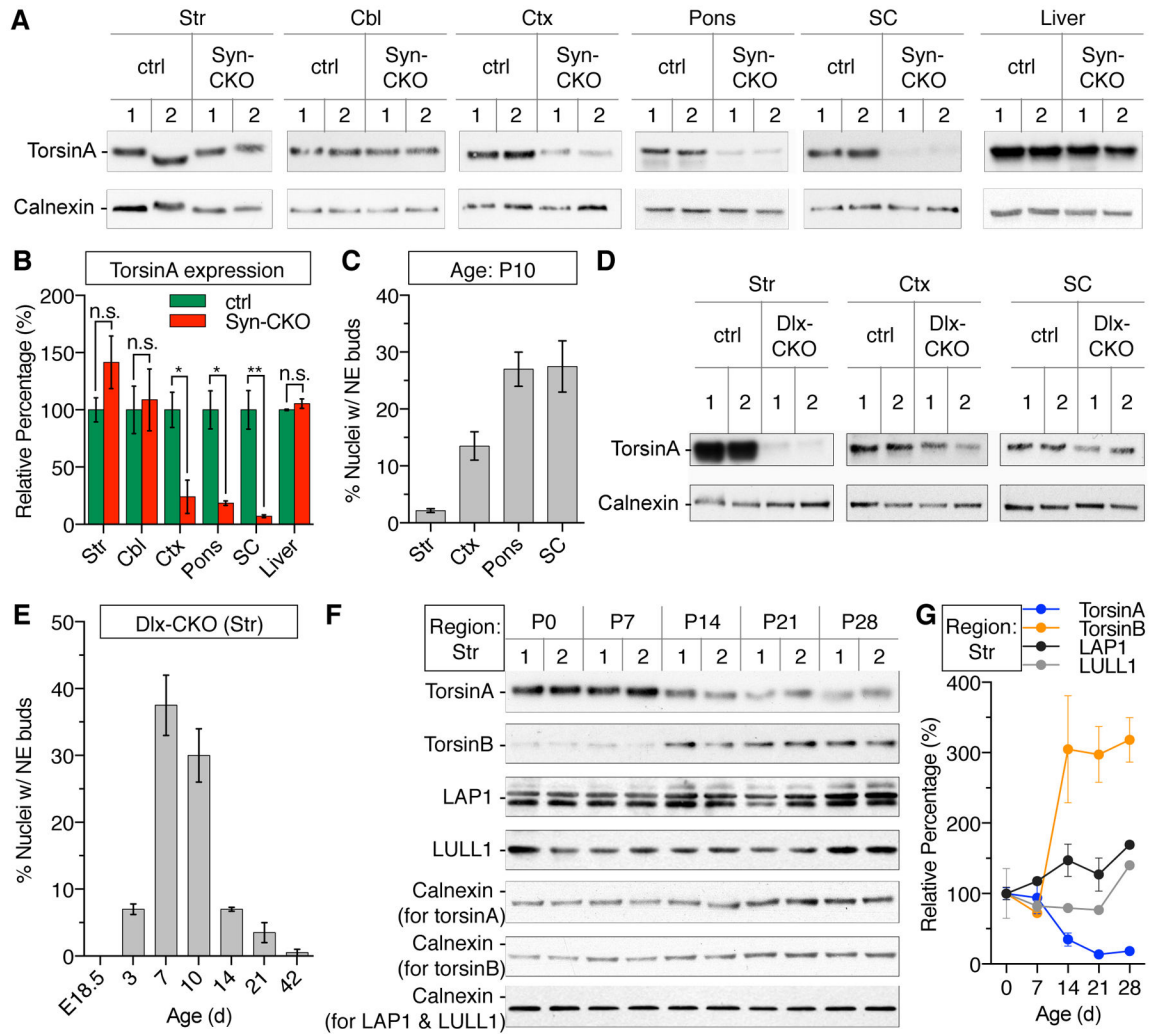 A
Str Cbl Ctx Pons SC Liver
ctrl Syn-CKO ctrl Syn-CKO ctrl Syn-CKO ctrl Syn-CKO ctrl Syn-CKO ctrl Syn-CKO
1 2 1 2 1 2 1 2 1 2 1 2 1 2 1 2 1 2 1 2 1 2 1 2
TorsinA -
Calnexin -
B
TorsinA expression
ctrl
Syn-CKO
Relative Percentage (%)
200
150
100
50
0
n.s. n.s. * * ** n.s.
Str Cbl Ctx Pons SC Liver
C
Age: P10
% Nuclei w/ NE buds
40
30
20
10
0
Str Ctx Pons SC
D
Str Ctx SC
ctrl Dlx-CKO ctrl Dlx-CKO ctrl Dlx-CKO
1 2 1 2 1 2 1 2 1 2 1 2
TorsinA -
Calnexin -
E
Dlx-CKO (Str)
% Nuclei w/ NE buds
50
40
30
20
10
0
E18.5 3 7 10 14 21 42
Age (d)
F
Region:
Str
P0 P7 P14 P21 P28
1 2 1 2 1 2 1 2 1 2
TorsinA -
TorsinB -
LAP1 -
LULL1 -
Calnexin -
(for torsinA)
Calnexin -
(for torsinB)
Calnexin -
(for LAP1 & LULL1)
G
Region:
Str
TorsinA
TorsinB
LAP1
LULL1
Relative Percentage (%)
400
300
200
100
0
0 7 14 21 28
Age (d)